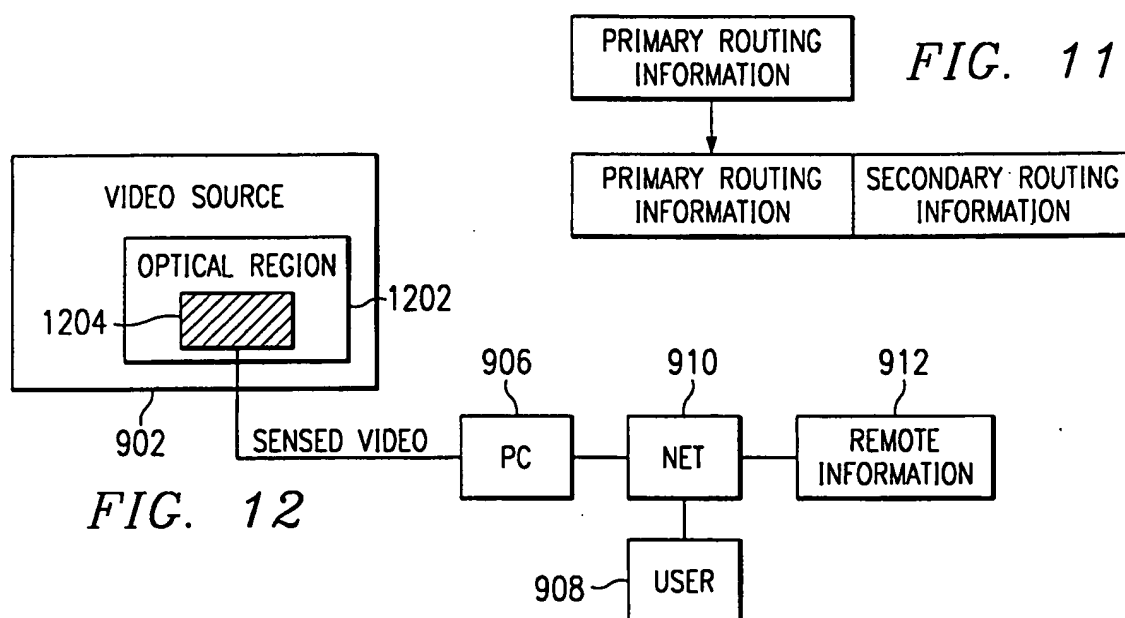 PRIMARY ROUTING
INFORMATION
FIG. 11
PRIMARY ROUTING
INFORMATION
SECONDARY ROUTING
INFORMATION
VIDEO SOURCE
OPTICAL REGION
1202
1204
902
SENSED VIDEO
906
PC
910
NET
912
REMOTE
INFORMATION
908
USER
FIG. 12